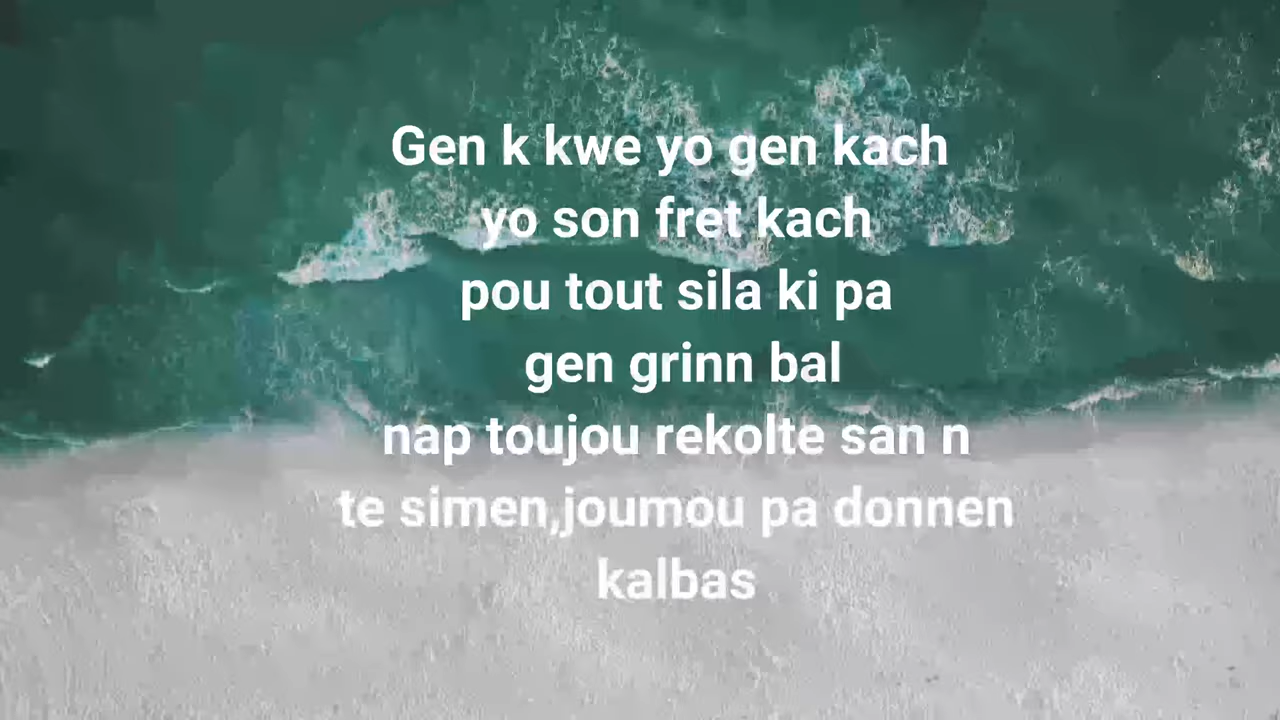 Gen k kwe yo gen kach
yo son fret kach
pou tout sila ki pa
gen grinn bal
nap toujou rekolte san n
te simen,joumou pa donnen
kalbas